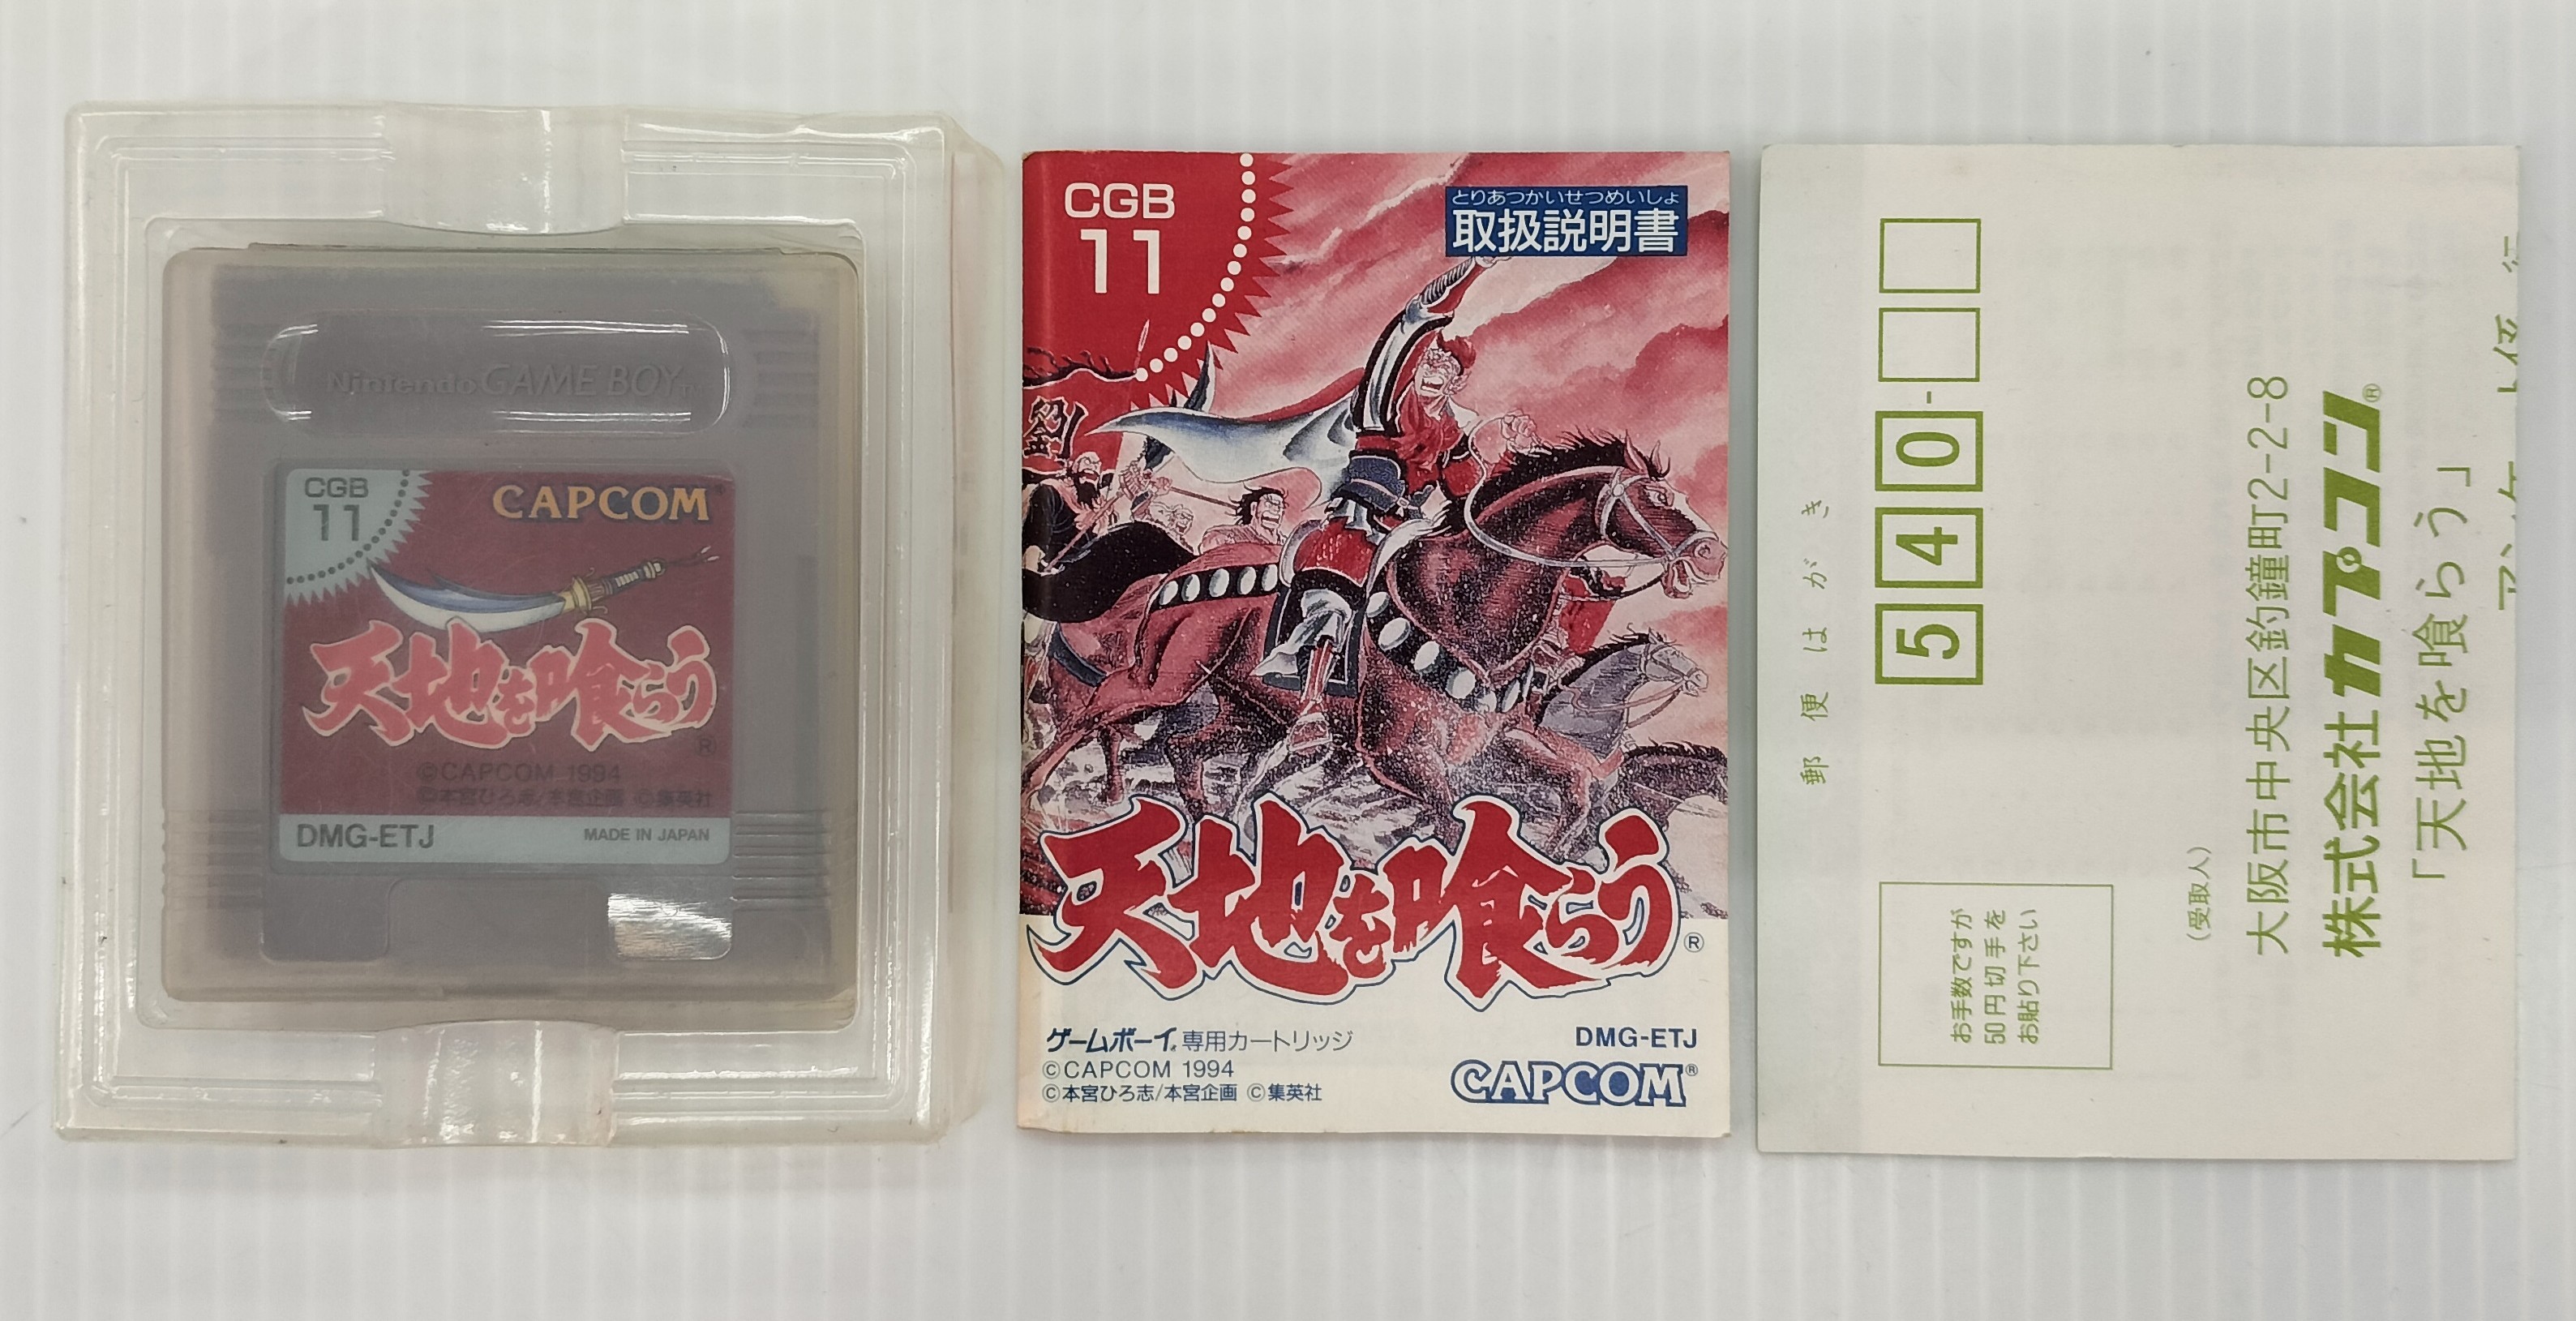 Nintendo GAME BOY
CGB
11
CAPCOM
天地を喰らう
®
©CAPCOM 1994
©本宮ひろ志/本宮企画 ©集英社
DMG-ETJ
MADE IN JAPAN
CGB
11
とりあつかいせつめいしょ
取扱説明書
劉
天地を喰らう
®
ゲームボーイ専用カートリッジ
DMG-ETJ
©CAPCOM 1994
©本宮ひろ志/本宮企画 ©集英社
CAPCOM®
郵便はがき
540-
お手数ですが
50円切手を
お貼り下さい
(受取人)
大阪市中央区釣鐘町2-2-8
株式会社カプコン®
「天地を喰らう」